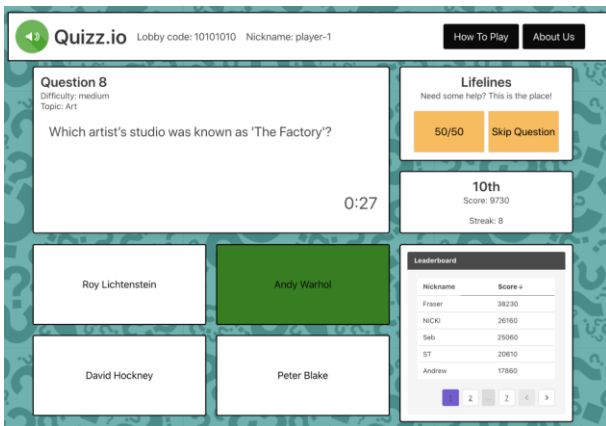 Quizz.io Lobby code: 10101010 Nickname: player-1
How To Play
About Us
Question 8
Difficulty: medium
Topic: Art
Which artist's studio was known as 'The Factory'?
0:27
Lifelines
Need some help? This is the place!
50/50
Skip Question
10th
Score: 9730
Streak: 8
Roy Lichtenstein
Andy Warhol
David Hockney
Peter Blake
Leaderboard
Nickname Score↓
Fraser 38230
NICKI 26160
Seb 25060
ST 20610
Andrew 17860
1 2 ... 7 < >